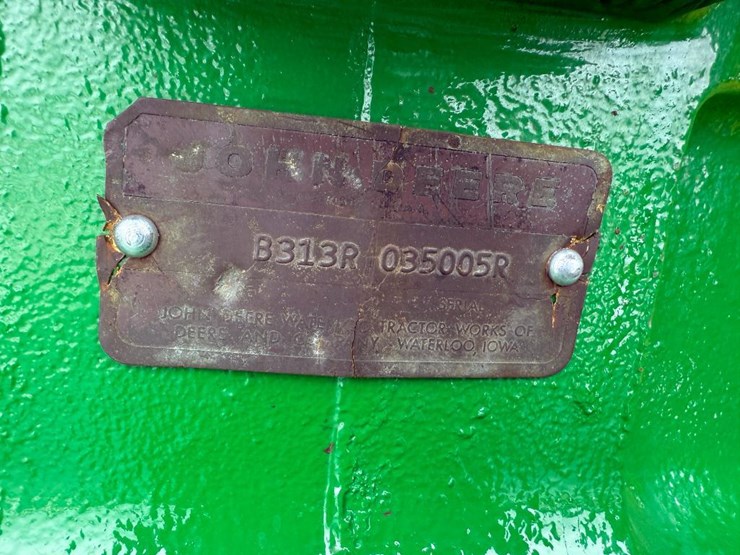 JOHN DEERE
B313R 035005R
SERIAL
JOHN DEERE WATERLOO TRACTOR WORKS OF
DEERE AND COMPANY WATERLOO, IOWA